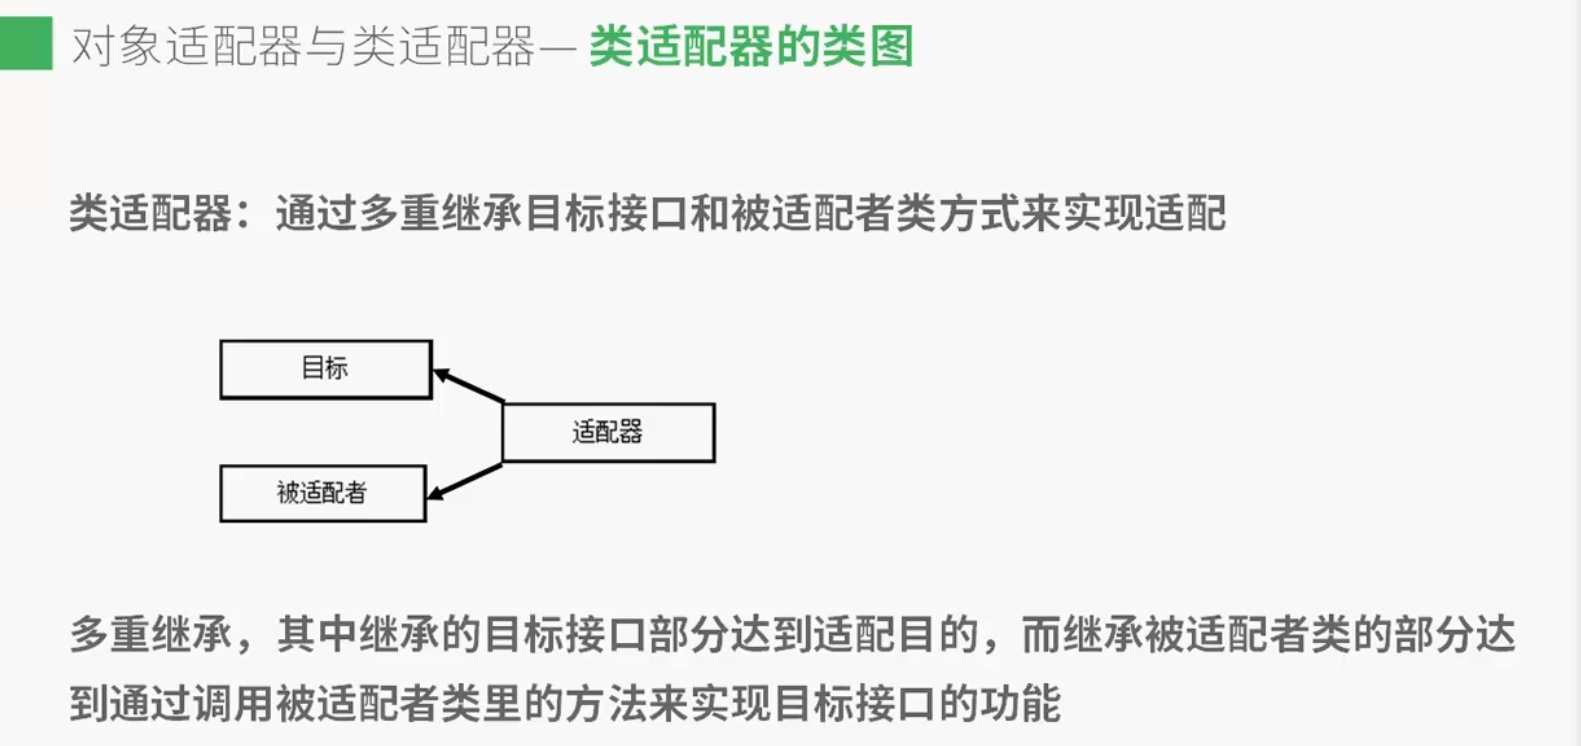 对象适配器与类适配器— 类适配器的类图
类适配器：通过多重继承目标接口和被适配者类方式来实现适配
目标
适配器
被适配者
多重继承，其中继承的目标接口部分达到适配目的，而继承被适配者类的部分达
到通过调用被适配者类里的方法来实现目标接口的功能